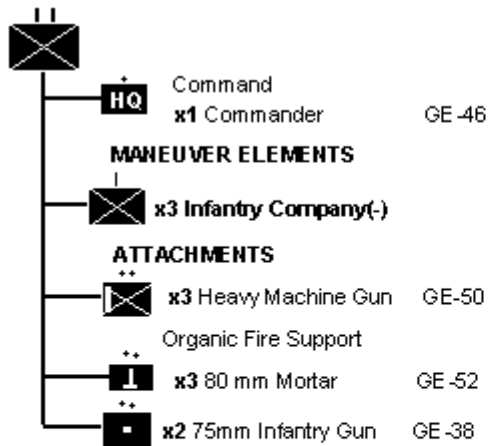 Command
HQ
x1 Commander GE-46
MANEUVER ELEMENTS
x3 Infantry Company(-)
ATTACHMENTS
x3 Heavy Machine Gun GE-50
Organic Fire Support
x3 80 mm Mortar GE-52
x2 75mm Infantry Gun GE-38